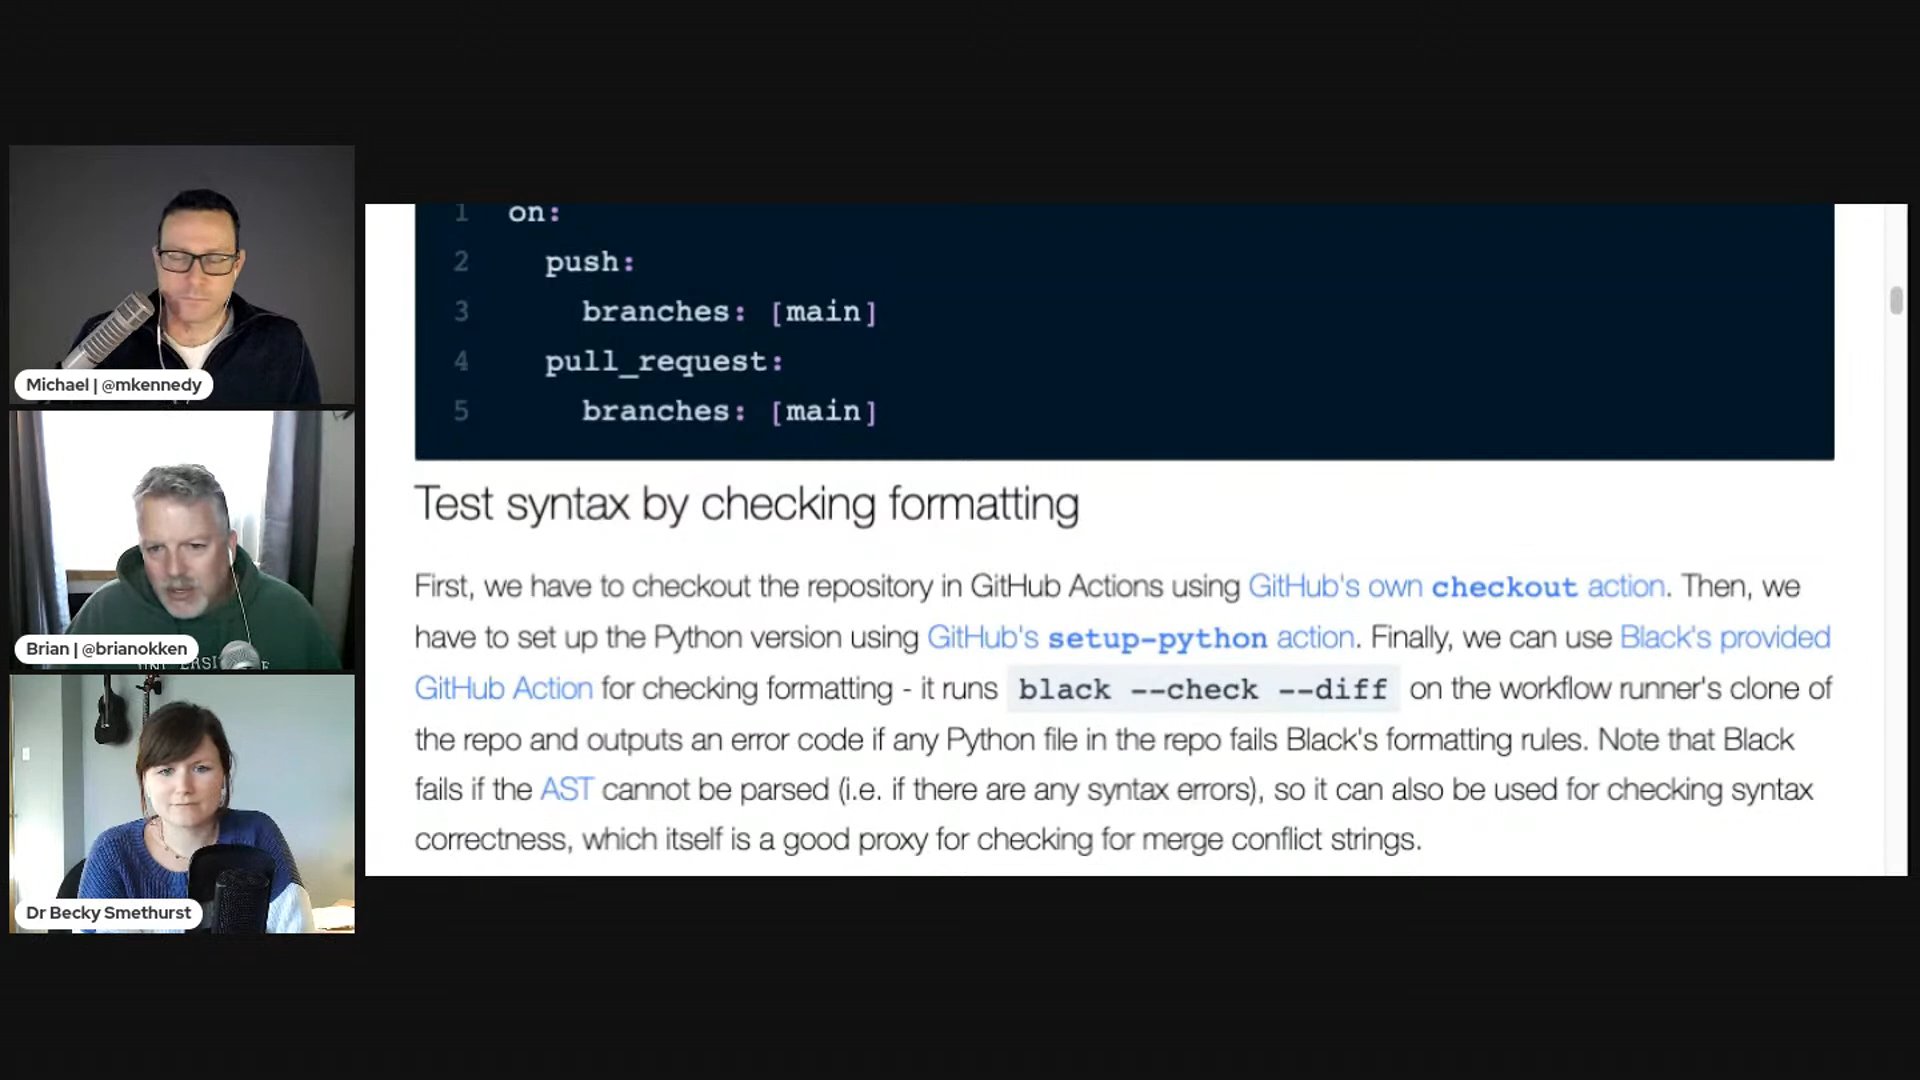 Michael | @mkennedy
Brian | @brianokken
Dr Becky Smethurst
1 on:
2 push:
3 branches: [main]
4 pull_request:
5 branches: [main]
Test syntax by checking formatting
First, we have to checkout the repository in GitHub Actions using GitHub's own checkout action. Then, we
have to set up the Python version using GitHub's setup-python action. Finally, we can use Black's provided
GitHub Action for checking formatting - it runs black --check --diff on the workflow runner's clone of
the repo and outputs an error code if any Python file in the repo fails Black's formatting rules. Note that Black
fails if the AST cannot be parsed (i.e. if there are any syntax errors), so it can also be used for checking syntax
correctness, which itself is a good proxy for checking for merge conflict strings.